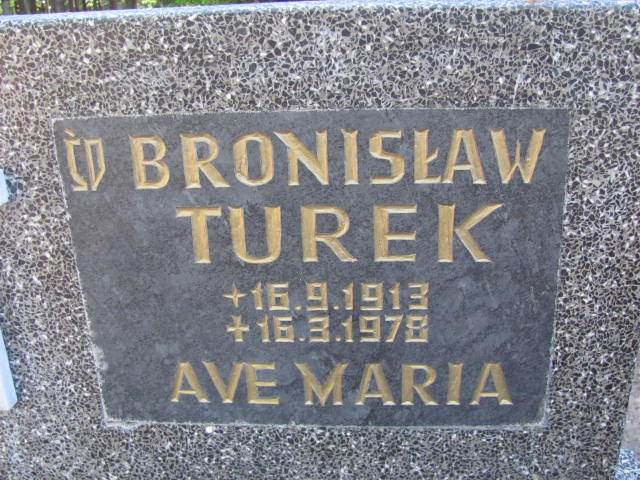 ŚP BRONISŁAW
TUREK
+16.9.1913
+16.3.1978
AVE MARIA